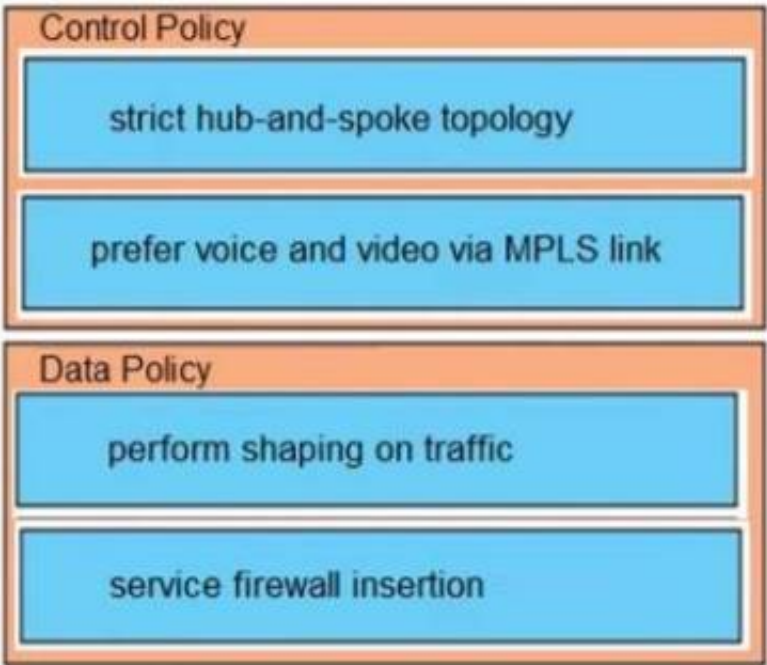 Control Policy
strict hub-and-spoke topology
prefer voice and video via MPLS link
Data Policy
perform shaping on traffic
service firewall insertion